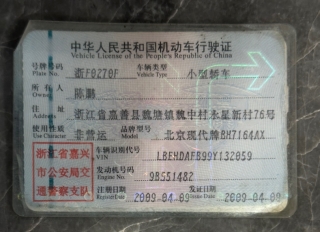 中华人民共和国机动车行驶证
Vehicle License of the People's Republic of China
号牌号码 Plate No. 浙F0270F 车辆类型 Vehicle Type 小型轿车
所有人 Owner 陈鹏
住址 Address 浙江省嘉善县魏塘镇魏中村永星新村76号
使用性质 非营运 品牌型号 Model 北京现代牌BH7164AX
浙江省嘉兴 车辆识别代号 VIN LBEHDAFB99Y132059
市公安局交 发动机号码 Engine No. 9B551482
通警察支队 注册日期 Register Date 2009-04-09 发证日期 Issue Date 2009-04-09